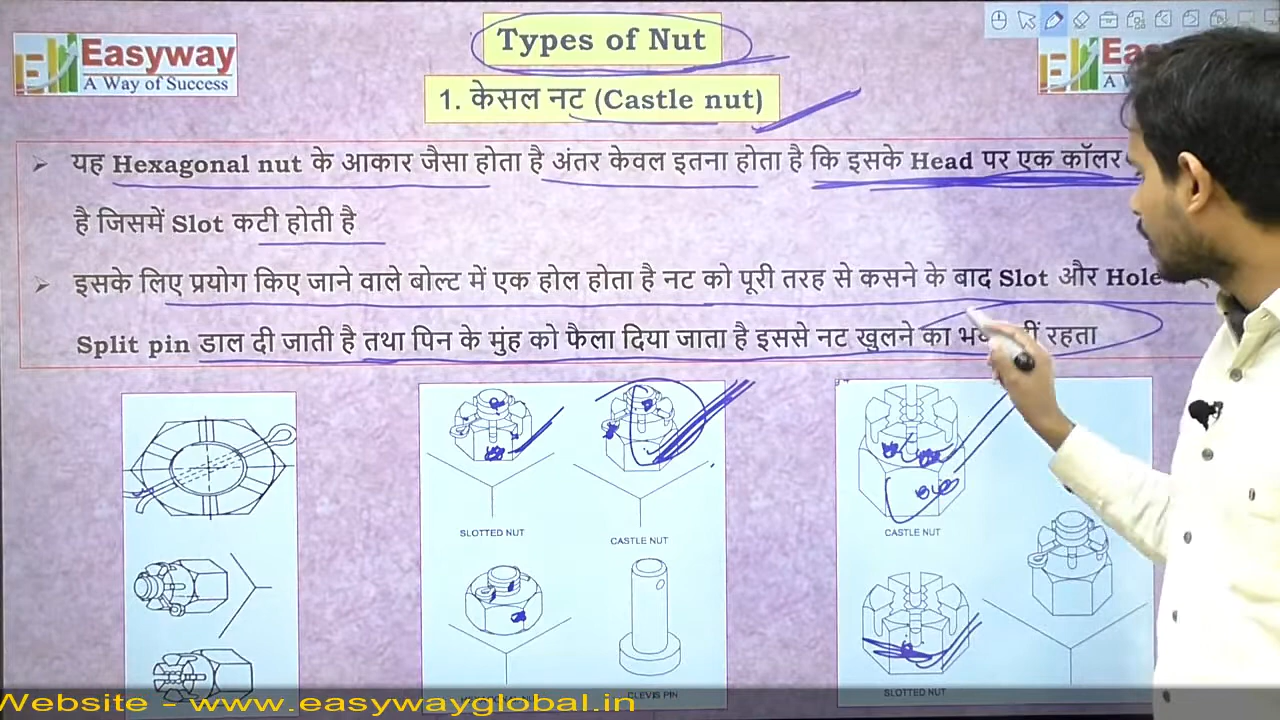 Types of Nut
Easyway
A Way of Success
1. केसल नट (Castle nut)
यह Hexagonal nut के आकार जैसा होता है अंतर केवल इतना होता है कि इसके Head पर एक कॉलर
है जिसमें Slot कटी होती है
इसके लिए प्रयोग किए जाने वाले बोल्ट में एक होल होता है नट को पूरी तरह से कसने के बाद Slot और Hole
Split pin डाल दी जाती है तथा पिन के मुंह को फैला दिया जाता है इससे नट खुलने का रहता
SLOTTED NUT
CASTLE NUT
CASTLE NUT
CLEVIS PIN
SLOTTED NUT
Website - www.easywayglobal.in